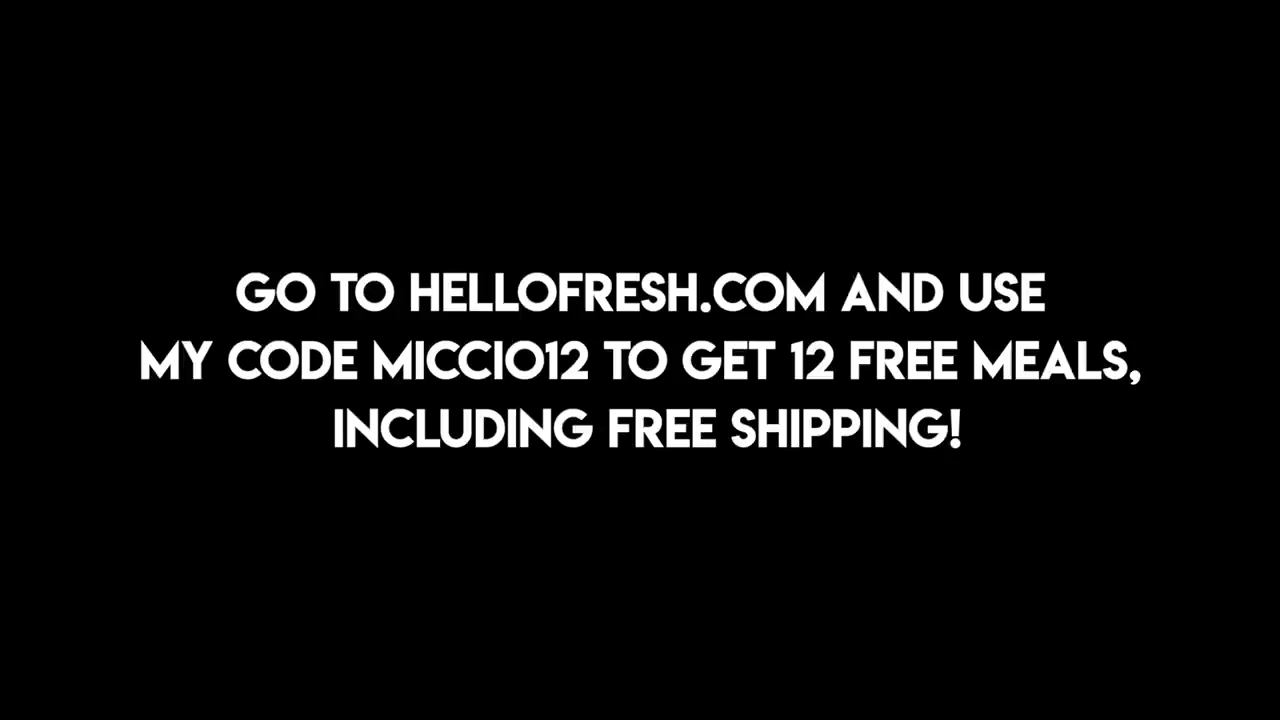 GO TO HELLOFRESH.COM AND USE
MY CODE MICCIO12 TO GET 12 FREE MEALS,
INCLUDING FREE SHIPPING!